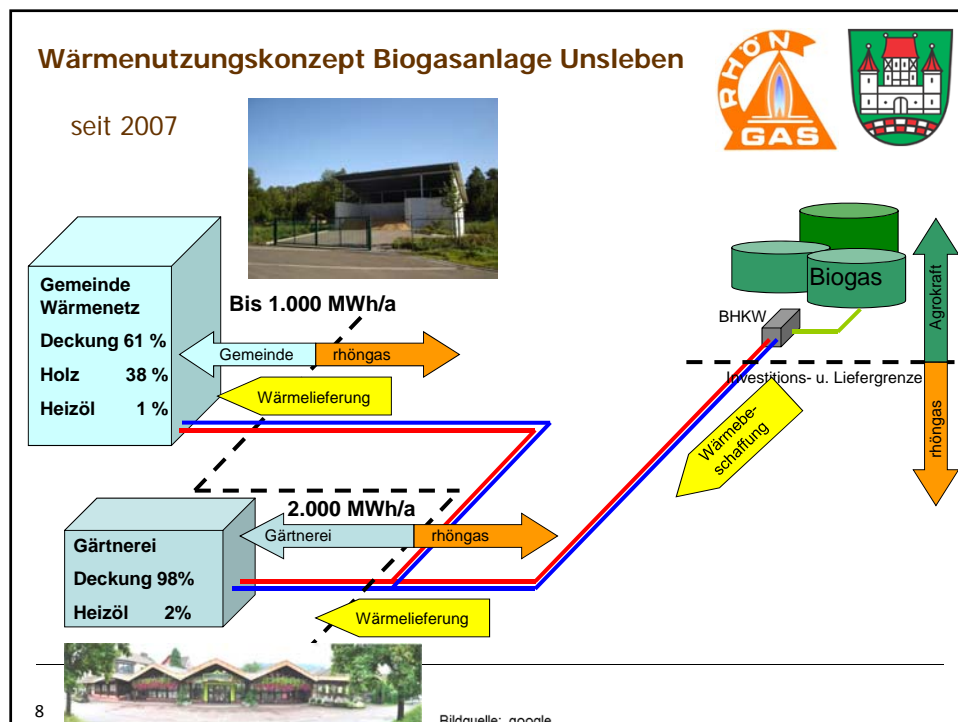 Wärmenutzungskonzept Biogasanlage Unsleben
RHÖN
GAS
seit 2007
Gemeinde
Wärmenetz
Deckung 61 %
Holz 38 %
Heizöl 1 %
Bis 1.000 MWh/a
Gemeinde
rhöngas
Wärmelieferung
Biogas
BHKW
Agrokraft
Investitions- u. Liefergrenze
rhöngas
Wärmebe-
schaffung
2.000 MWh/a
Gärtnerei
rhöngas
Gärtnerei
Deckung 98%
Heizöl 2%
Wärmelieferung
8
Bildquelle: google